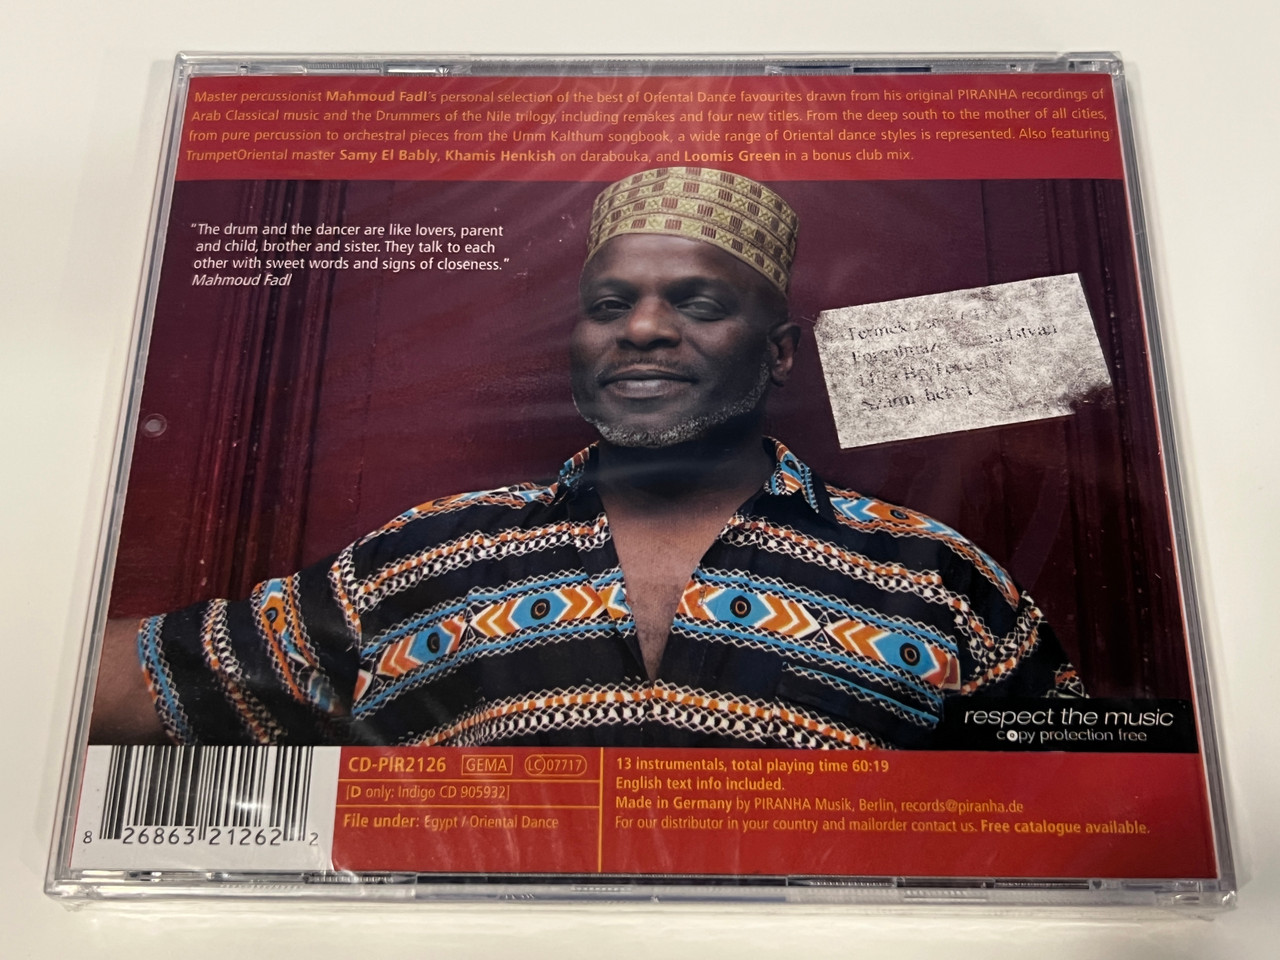 Master percussionist Mahmoud Fadl's personal selection of the best of Oriental Dance favourites drawn from his original PIRANHA recordings of
Arab Classical music and the Drummers of the Nile trilogy, including remakes and four new titles. From the deep south to the mother of all cities,
from pure percussion to orchestral pieces from the Umm Kalthum songbook, a wide range of Oriental dance styles is represented. Also featuring
TrumpetOriental master Samy El Bably, Khamis Henkish on darabouka, and Loomis Green in a bonus club mix.
"The drum and the dancer are like lovers, parent
and child, brother and sister. They talk to each
other with sweet words and signs of closeness."
Mahmoud Fadl
respect the music
copy protection free
8 26863 21262 2
CD-PIR2126 GEMA LC 07717
[D only: Indigo CD 905932]
File under: Egypt / Oriental Dance
13 instrumentals, total playing time 60:19
English text info included.
Made in Germany by PIRANHA Musik, Berlin, records@piranha.de
For our distributor in your country and mailorder contact us. Free catalogue available.